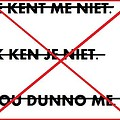 E KENT ME NIET.
K KEN JE NIET.
OU DUNNO ME